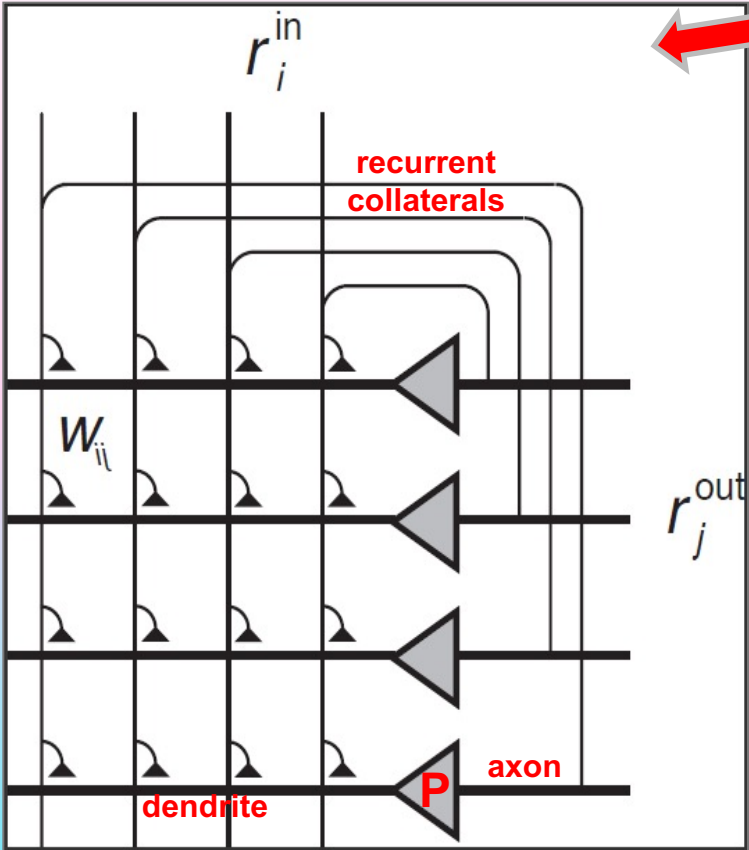 r_i^in
recurrent
collaterals
W_ij
r_j^out
axon
P
dendrite